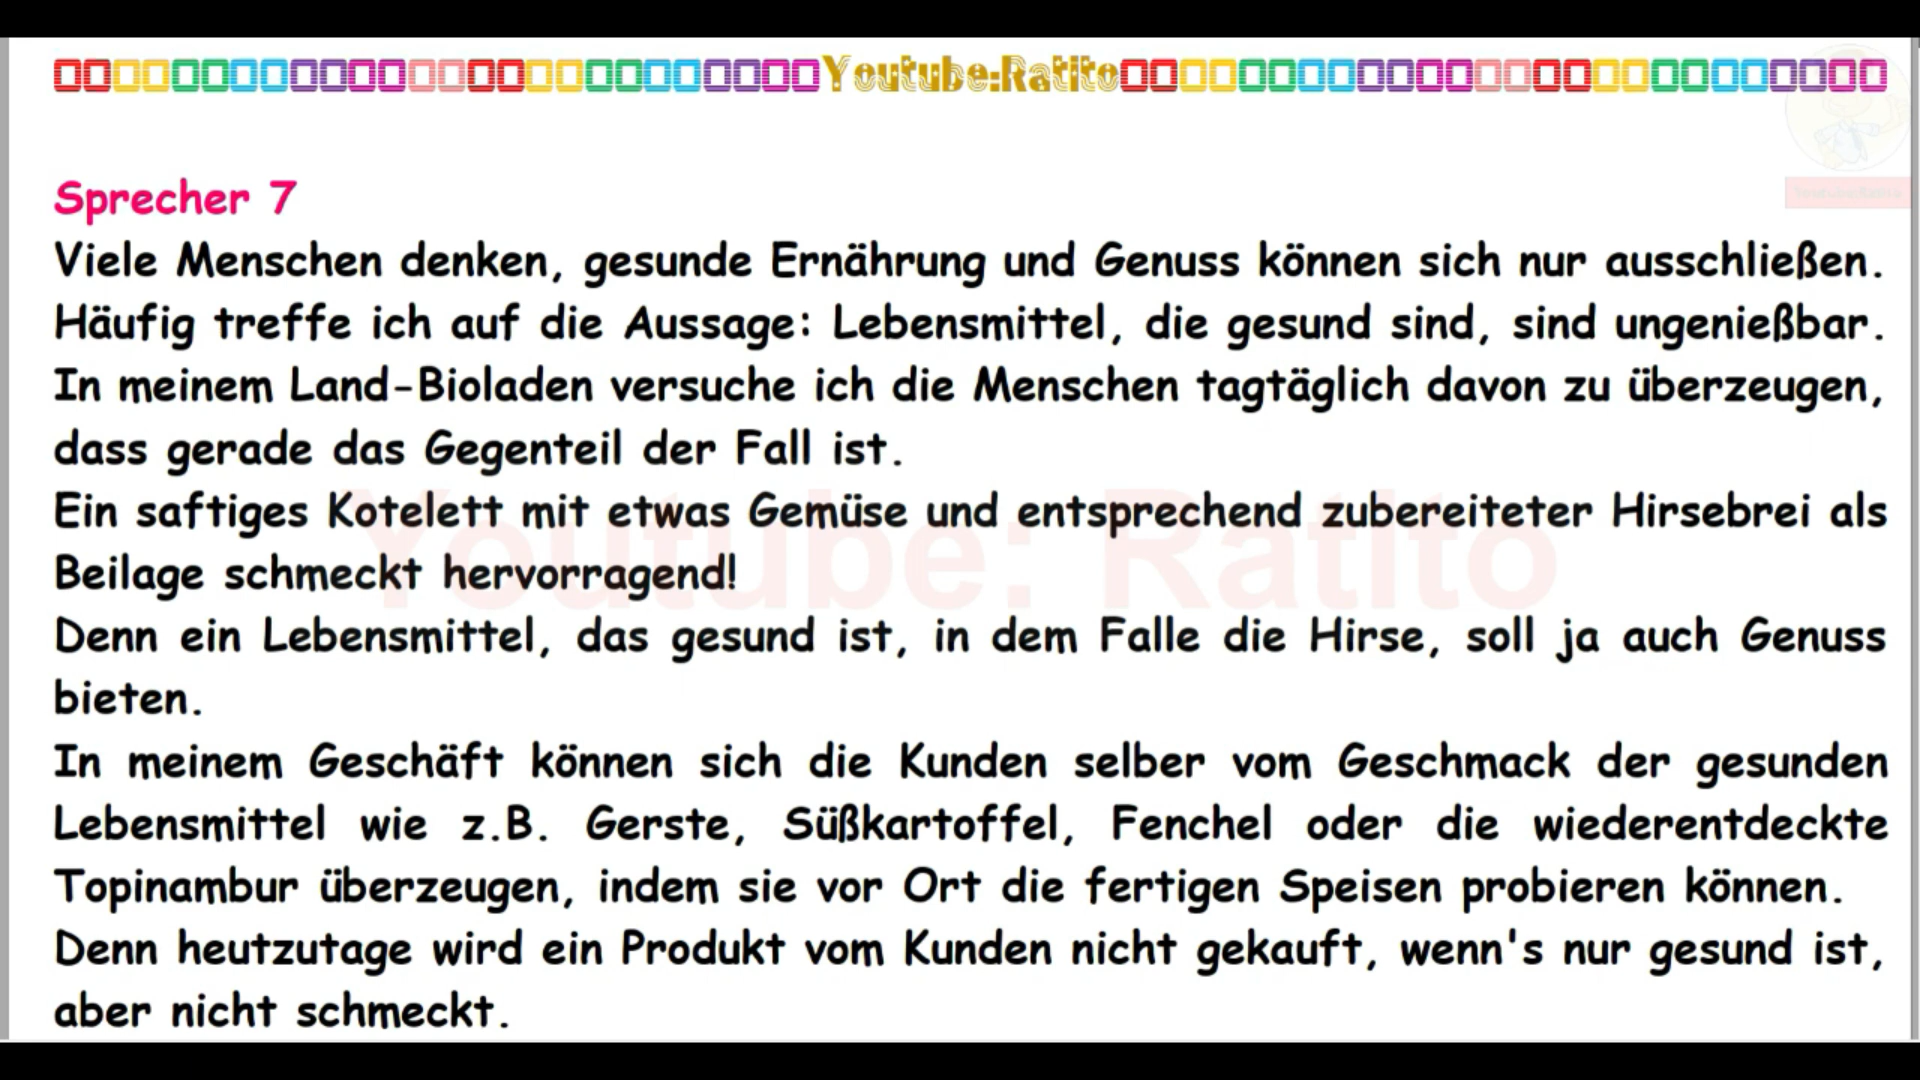 Youtube:Ratito
Sprecher 7
Viele Menschen denken, gesunde Ernährung und Genuss können sich nur ausschließen.
Häufig treffe ich auf die Aussage: Lebensmittel, die gesund sind, sind ungenießbar.
In meinem Land-Bioladen versuche ich die Menschen tagtäglich davon zu überzeugen,
dass gerade das Gegenteil der Fall ist.
Ein saftiges Kotelett mit etwas Gemüse und entsprechend zubereiteter Hirsebrei als
Beilage schmeckt hervorragend!
Youtube: Ratito
Denn ein Lebensmittel, das gesund ist, in dem Falle die Hirse, soll ja auch Genuss
bieten.
In meinem Geschäft können sich die Kunden selber vom Geschmack der gesunden
Lebensmittel wie z.B. Gerste, Süßkartoffel, Fenchel oder die wiederentdeckte
Topinambur überzeugen, indem sie vor Ort die fertigen Speisen probieren können.
Denn heutzutage wird ein Produkt vom Kunden nicht gekauft, wenn's nur gesund ist,
aber nicht schmeckt.